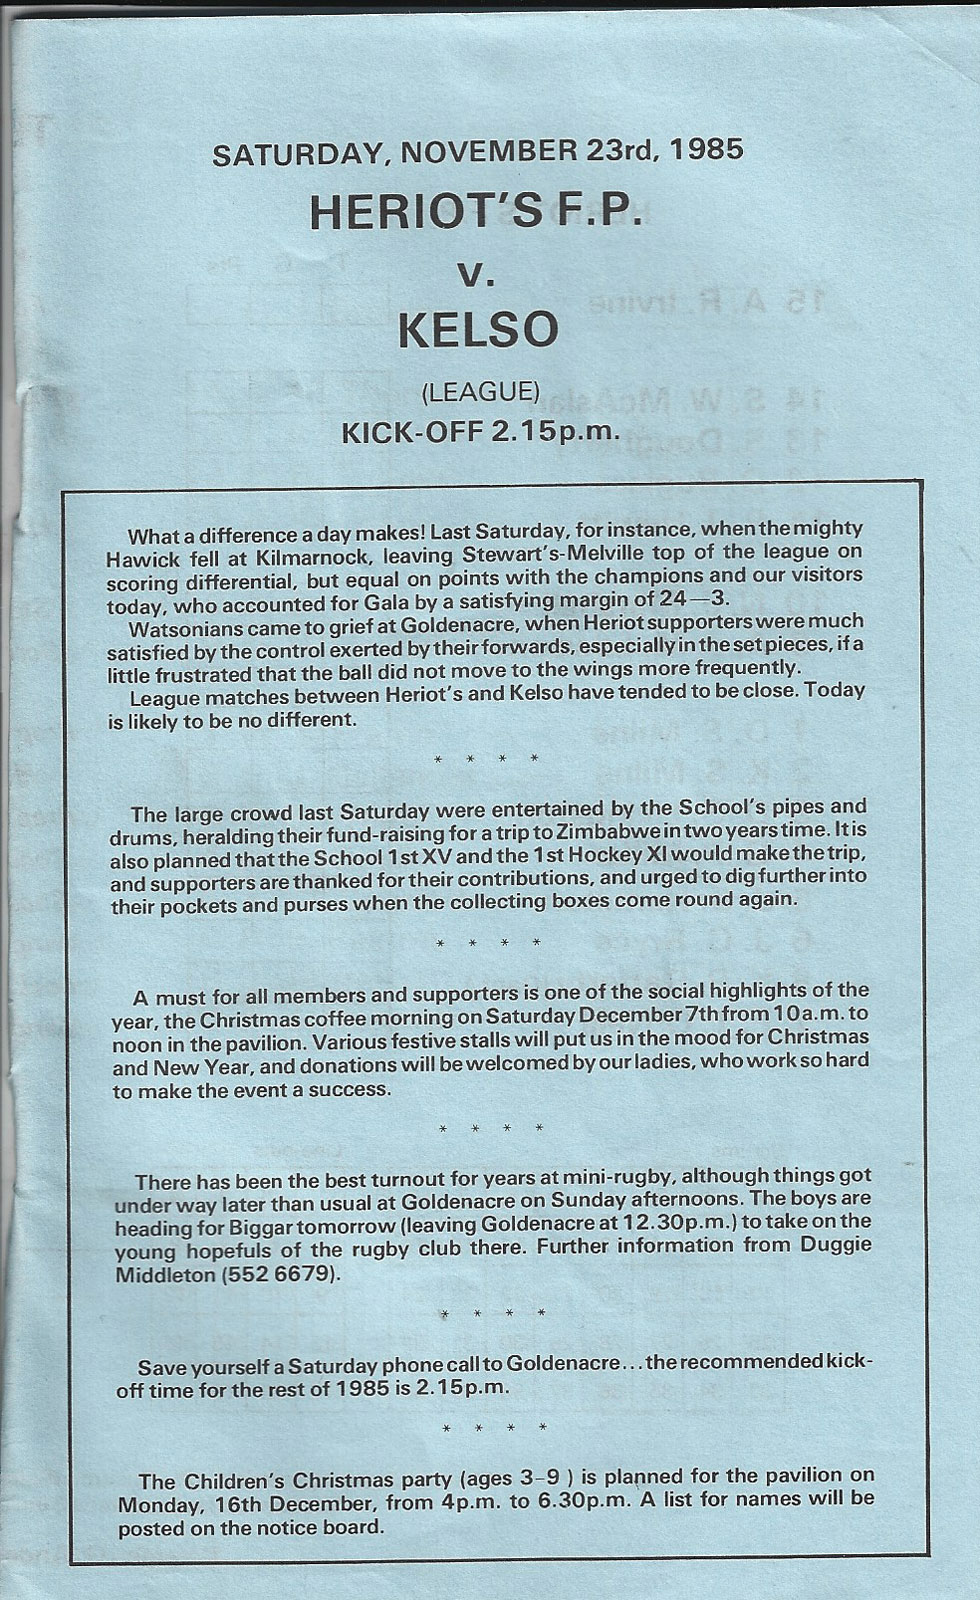 SATURDAY, NOVEMBER 23rd, 1985
HERIOT'S F.P.
v.
KELSO
(LEAGUE)
KICK-OFF 2.15p.m.
What a difference a day makes! Last Saturday, for instance, when the mighty
Hawick fell at Kilmarnock, leaving Stewart's-Melville top of the league on
scoring differential, but equal on points with the champions and our visitors
today, who accounted for Gala by a satisfying margin of 24—3.
Watsonians came to grief at Goldenacre, when Heriot supporters were much
satisfied by the control exerted by their forwards, especially in the set pieces, if a
little frustrated that the ball did not move to the wings more frequently.
League matches between Heriot's and Kelso have tended to be close. Today
is likely to be no different.
* * * *
The large crowd last Saturday were entertained by the School's pipes and
drums, heralding their fund-raising for a trip to Zimbabwe in two years time. It is
also planned that the School 1st XV and the 1st Hockey XI would make the trip,
and supporters are thanked for their contributions, and urged to dig further into
their pockets and purses when the collecting boxes come round again.
* * * *
A must for all members and supporters is one of the social highlights of the
year, the Christmas coffee morning on Saturday December 7th from 10a.m. to
noon in the pavilion. Various festive stalls will put us in the mood for Christmas
and New Year, and donations will be welcomed by our ladies, who work so hard
to make the event a success.
* * * *
There has been the best turnout for years at mini-rugby, although things got
under way later than usual at Goldenacre on Sunday afternoons. The boys are
heading for Biggar tomorrow (leaving Goldenacre at 12.30p.m.) to take on the
young hopefuls of the rugby club there. Further information from Duggie
Middleton (552 6679).
* * * *
Save yourself a Saturday phone call to Goldenacre...the recommended kick-
off time for the rest of 1985 is 2.15p.m.
* * * *
The Children's Christmas party (ages 3-9 ) is planned for the pavilion on
Monday, 16th December, from 4p.m. to 6.30p.m. A list for names will be
posted on the notice board.